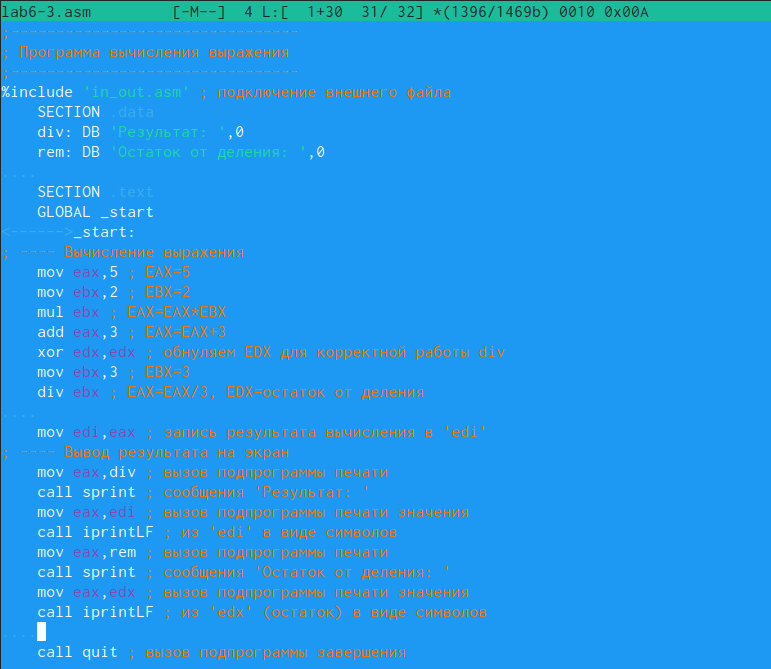 lab6-3.asm         [-M--]  4 L:[  1+30  31/ 32] *(1396/1469b) 0010 0x00A
;--------------------------------
; Программа вычисления выражения
;--------------------------------
%include 'in_out.asm' ; подключение внешнего файла
    SECTION .data
    div: DB 'Результат: ',0
    rem: DB 'Остаток от деления: ',0
....
    SECTION .text
    GLOBAL _start
<------>_start:
; ---- Вычисление выражения
    mov eax,5 ; EAX=5
    mov ebx,2 ; EBX=2
    mul ebx ; EAX=EAX*EBX
    add eax,3 ; EAX=EAX+3
    xor edx,edx ; обнуляем EDX для корректной работы div
    mov ebx,3 ; EBX=3
    div ebx ; EAX=EAX/3, EDX=остаток от деления
....
    mov edi,eax ; запись результата вычисления в 'edi'
; ---- Вывод результата на экран
    mov eax,div ; вызов подпрограммы печати
    call sprint ; сообщения 'Результат: '
    mov eax,edi ; вызов подпрограммы печати значения
    call iprintLF ; из 'edi' в виде символов
    mov eax,rem ; вызов подпрограммы печати
    call sprint ; сообщения 'Остаток от деления: '
    mov eax,edx ; вызов подпрограммы печати значения
    call iprintLF ; из 'edx' (остаток) в виде символов
....
    call quit ; вызов подпрограммы завершения